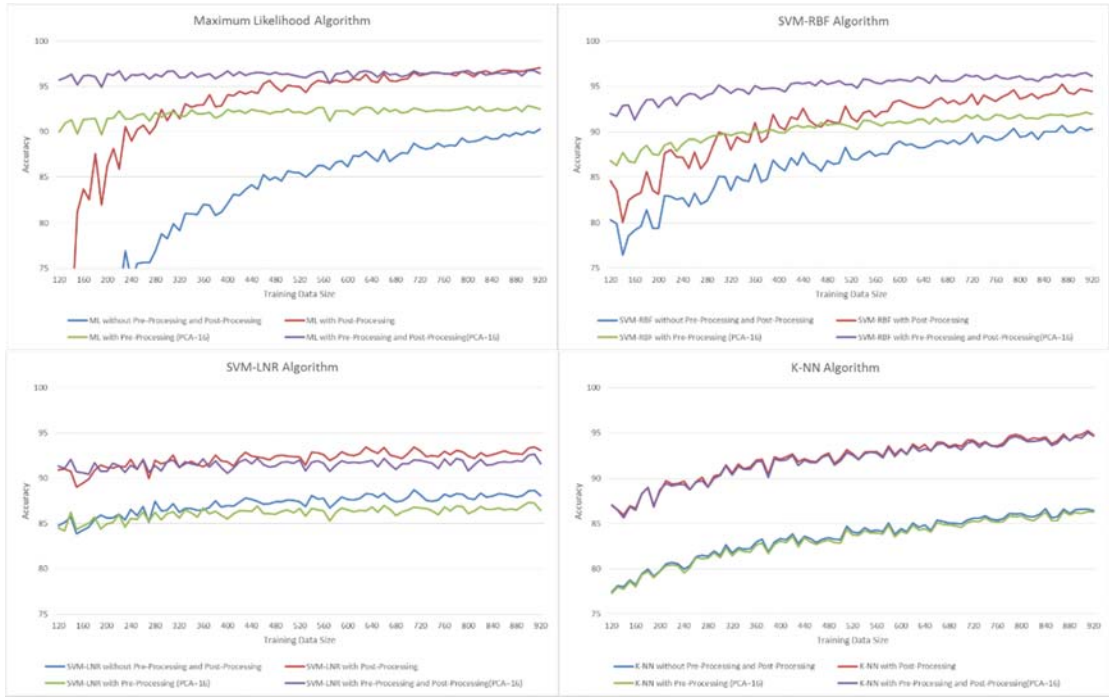 Maximum Likelihood Algorithm
100
95
90
85
80
75
Accuracy
120 160 200 240 280 320 360 400 440 480 520 560 600 640 680 720 760 800 840 880 920
Training Data Size
ML without Pre-Processing and Post-Processing
ML with Post-Processing
ML with Pre-Processing (PCA-16)
ML with Pre-Processing and Post-Processing(PCA-16)
SVM-RBF Algorithm
100
95
90
85
80
75
Accuracy
120 160 200 240 280 320 360 400 440 480 520 560 600 640 680 720 760 800 840 880 920
Training Data Size
SVM-RBF without Pre-Processing and Post-Processing
SVM-RBF with Post-Processing
SVM-RBF with Pre-Processing (PCA-16)
SVM-RBF with Pre-Processing and Post-Processing(PCA-16)
SVM-LNR Algorithm
100
95
90
85
80
75
Accuracy
120 160 200 240 280 320 360 400 440 480 520 560 600 640 680 720 760 800 840 880 920
Training Data Size
SVM-LNR without Pre-Processing and Post-Processing
SVM-LNR with Post-Processing
SVM-LNR with Pre-Processing (PCA-16)
SVM-LNR with Pre-Processing and Post-Processing(PCA-16)
K-NN Algorithm
100
95
90
85
80
75
Accuracy
120 160 200 240 280 320 360 400 440 480 520 560 600 640 680 720 760 800 840 880 920
Training Data Size
K-NN without Pre-Processing and Post-Processing
K-NN with Post-Processing
K-NN with Pre-Processing (PCA-16)
K-NN with Pre-Processing and Post-Processing(PCA-16)